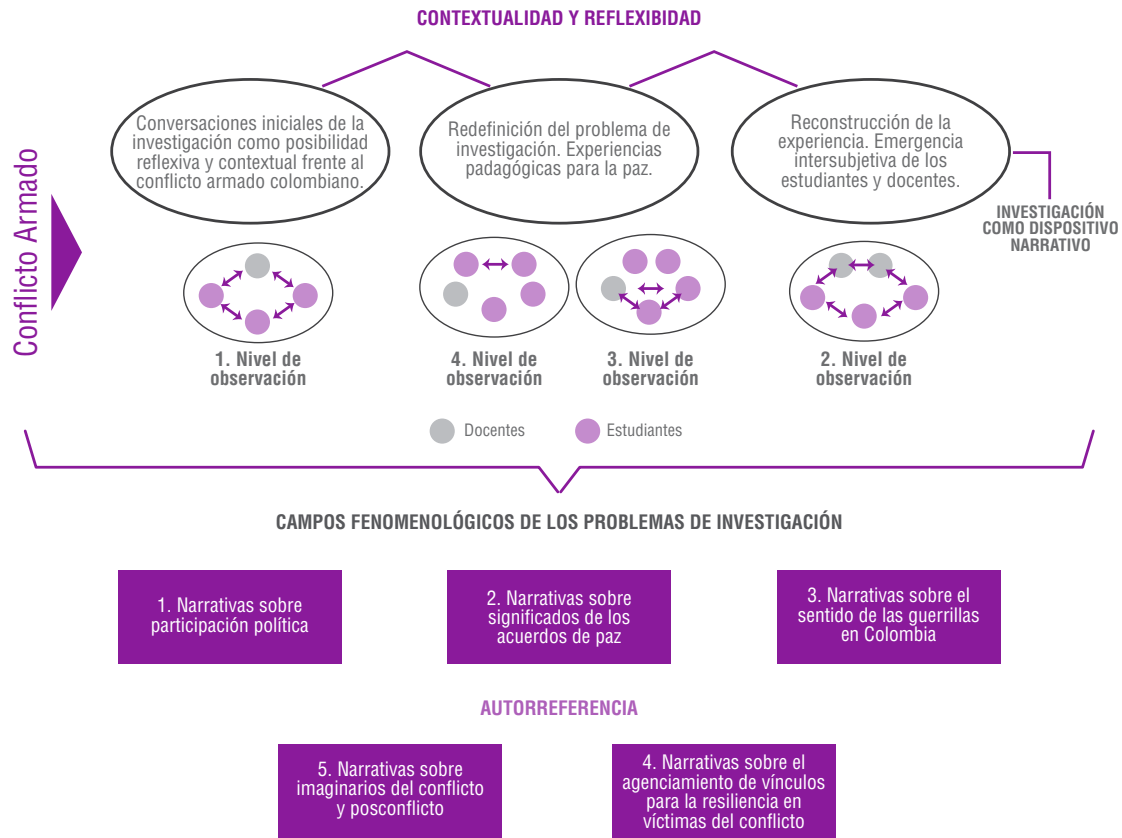 CONTEXTUALIDAD Y REFLEXIBIDAD
Conflicto Armado
Conversaciones iniciales de la
investigación como posibilidad
reflexiva y contextual frente al
conflicto armado colombiano.
Redefinición del problema de
investigación. Experiencias
padagógicas para la paz.
Reconstrucción de la
experiencia. Emergencia
intersubjetiva de los
estudiantes y docentes.
INVESTIGACIÓN
COMO DISPOSITIVO
NARRATIVO
1. Nivel de
observación
4. Nivel de
observación
3. Nivel de
observación
2. Nivel de
observación
Docentes
Estudiantes
CAMPOS FENOMENOLÓGICOS DE LOS PROBLEMAS DE INVESTIGACIÓN
1. Narrativas sobre
participación política
2. Narrativas sobre
significados de los
acuerdos de paz
3. Narrativas sobre el
sentido de las guerrillas
en Colombia
AUTORREFERENCIA
5. Narrativas sobre
imaginarios del conflicto
y posconflicto
4. Narrativas sobre el
agenciamiento de vínculos
para la resiliencia en
víctimas del conflicto